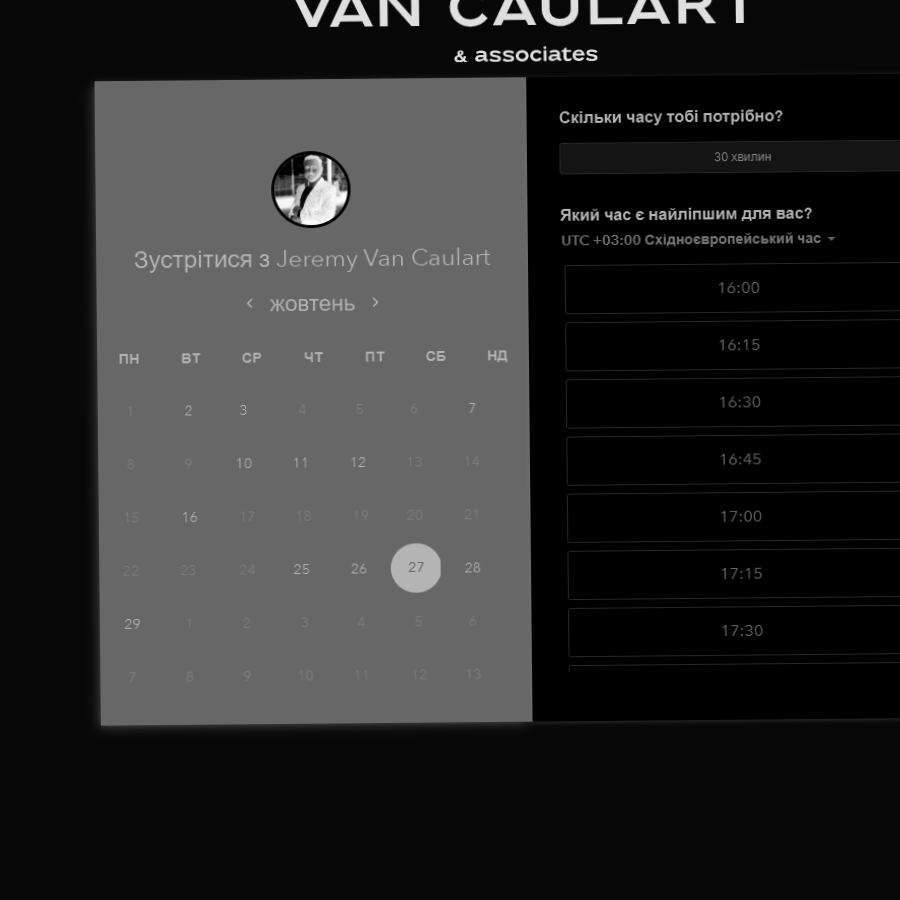 VAN CAULART
& associates
Зустрітися з Jeremy Van Caulart
жовтень
ПН ВТ СР ЧТ ПТ СБ НД
1 2 3 4 5 6 7
8 9 10 11 12 13 14
15 16 17 18 19 20 21
22 23 24 25 26 27 28
29 1 2 3 4 5 6
7 8 9 10 11 12 13
Скільки часу тобі потрібно?
30 хвилин
Який час є найліпшим для вас?
UTC +03:00 Східноєвропейський час
16:00
16:15
16:30
16:45
17:00
17:15
17:30